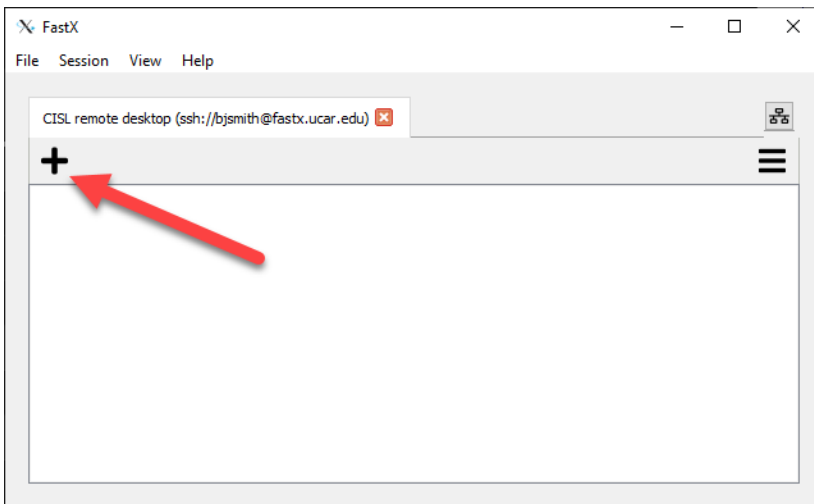 FastX
File Session View Help
CISL remote desktop (ssh://bjsmith@fastx.ucar.edu)